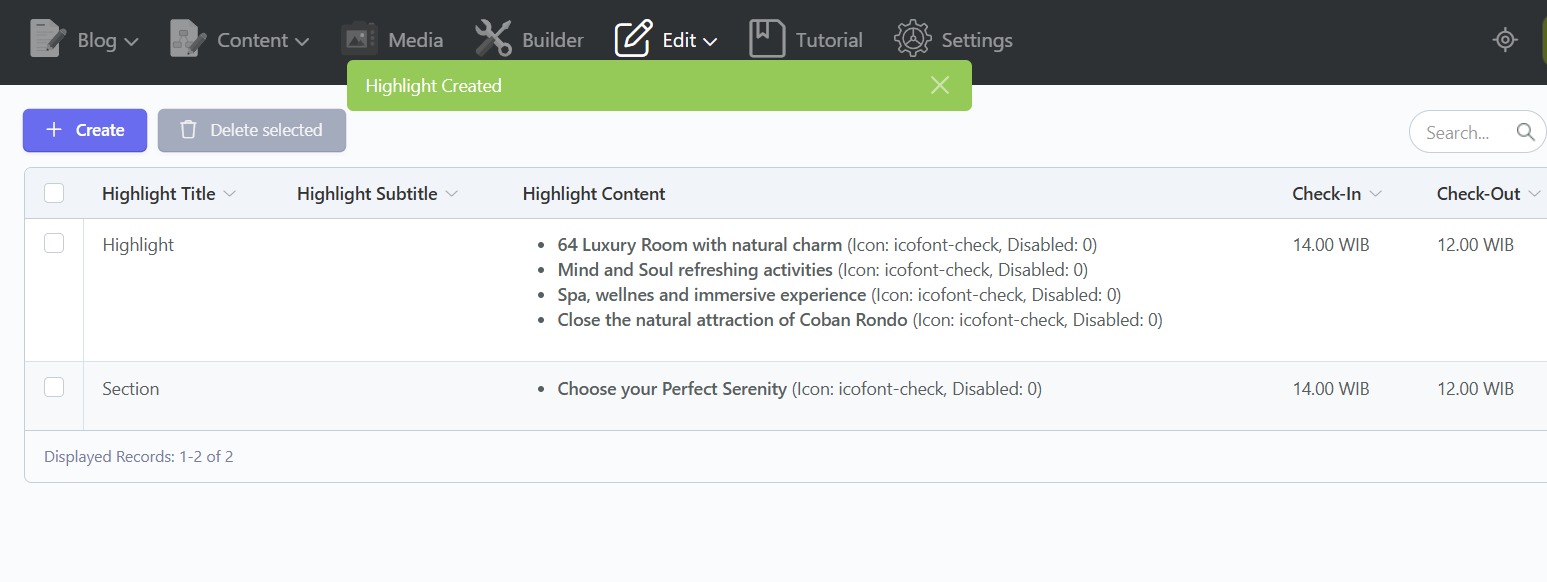 Blog Content Media Builder Edit Tutorial Settings
Highlight Created
Create Delete selected Search...
Highlight Title Highlight Subtitle Highlight Content Check-In Check-Out
Highlight
64 Luxury Room with natural charm (Icon: icofont-check, Disabled: 0) 14.00 WIB 12.00 WIB
Mind and Soul refreshing activities (Icon: icofont-check, Disabled: 0)
Spa, wellnes and immersive experience (Icon: icofont-check, Disabled: 0)
Close the natural attraction of Coban Rondo (Icon: icofont-check, Disabled: 0)
Section
Choose your Perfect Serenity (Icon: icofont-check, Disabled: 0) 14.00 WIB 12.00 WIB
Displayed Records: 1-2 of 2